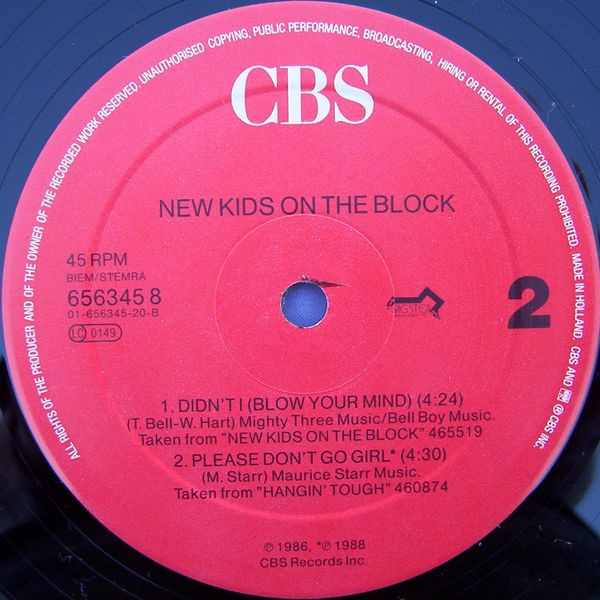 ALL RIGHTS OF THE PRODUCER AND OF THE OWNER OF THE RECORDED WORK RESERVED. UNAUTHORISED COPYING, PUBLIC PERFORMANCE, BROADCASTING, HIRING OR RENTAL OF THIS RECORDING PROHIBITED. MADE IN HOLLAND. CBS AND ℗ CBS INC.
CBS
NEW KIDS ON THE BLOCK
45 RPM
BIEM/STEMRA
656345 8
01-656345-20-B
LC 0149
2
1. DIDN'T I (BLOW YOUR MIND) (4:24)
(T. Bell-W. Hart) Mighty Three Music/Bell Boy Music.
Taken from "NEW KIDS ON THE BLOCK" 465519
2. PLEASE DON'T GO GIRL* (4:30)
(M. Starr) Maurice Starr Music.
Taken from "HANGIN' TOUGH" 460874
℗ 1986, *℗ 1988
CBS Records Inc.